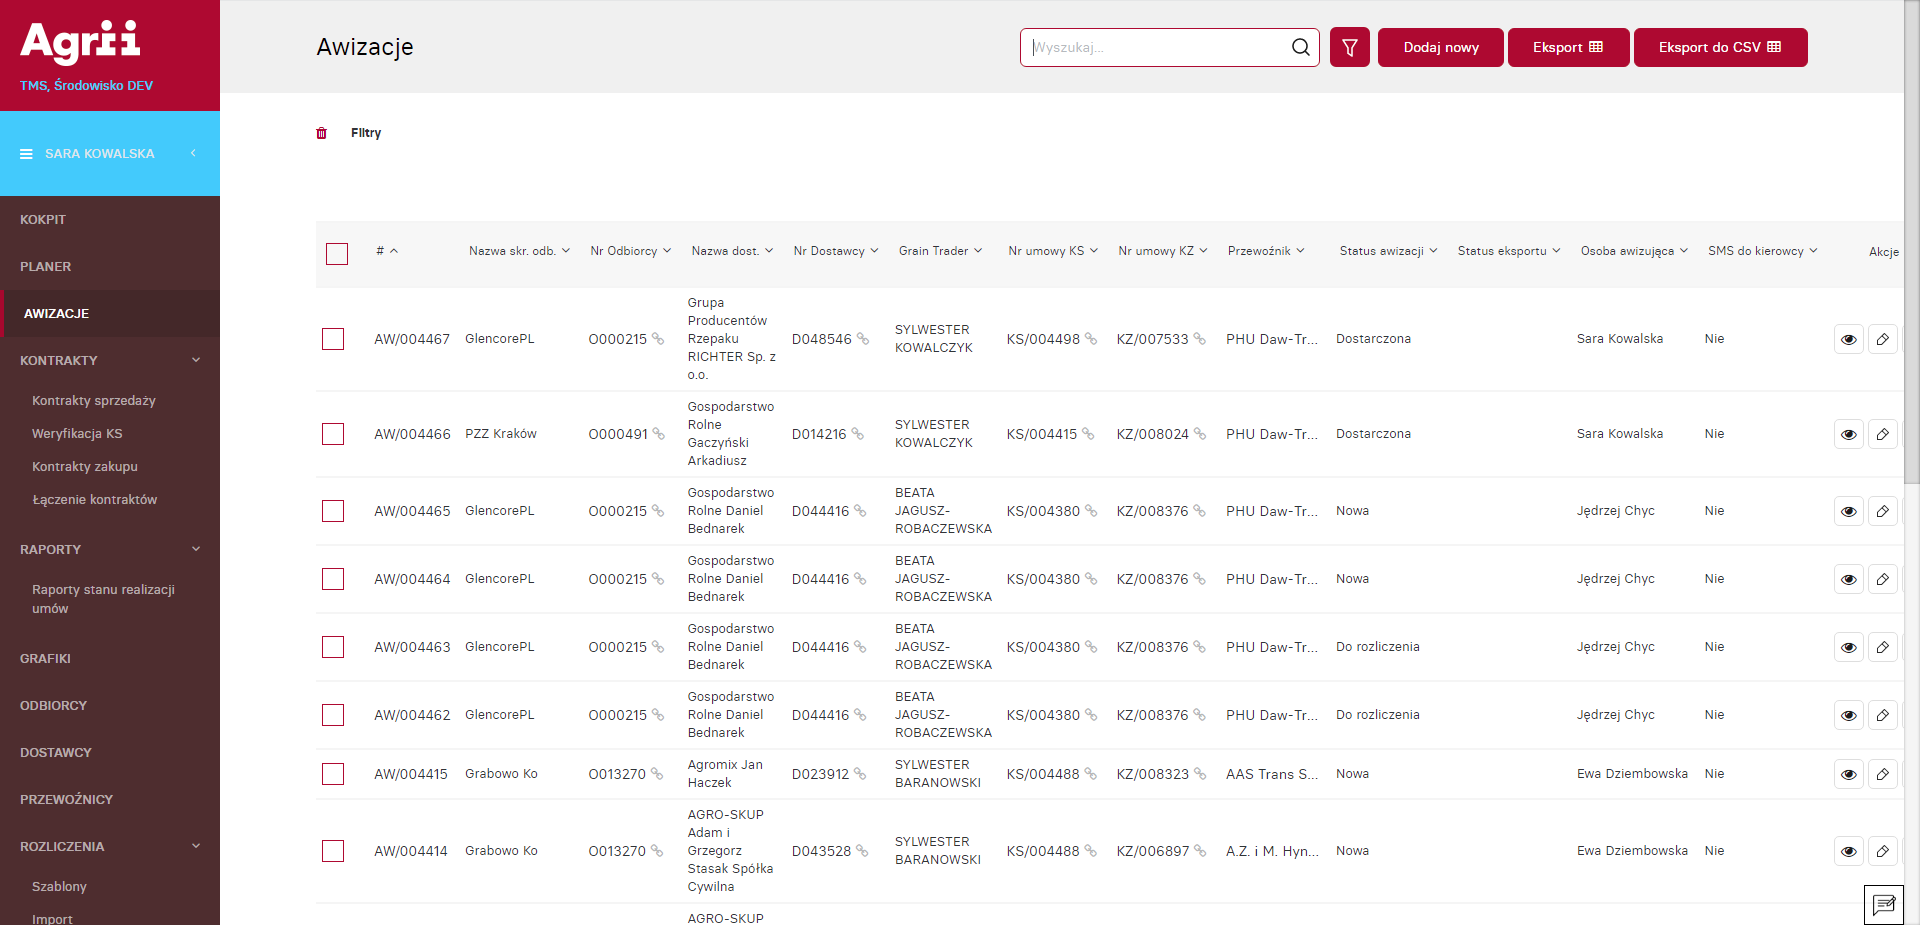 Agrii
TMS, Środowisko DEV
SARA KOWALSKA
KOKPIT
PLANER
AWIZACJE
KONTRAKTY
Kontrakty sprzedaży
Weryfikacja KS
Kontrakty zakupu
Łączenie kontraktów
RAPORTY
Raporty stanu realizacji
umów
GRAFIKI
ODBIORCY
DOSTAWCY
PRZEWOŹNICY
ROZLICZENIA
Szablony
Import
Awizacje
Wyszukaj...
Dodaj nowy
Eksport
Eksport do CSV
Filtry
# Nazwa skr. odb. Nr Odbiorcy Nazwa dost. Nr Dostawcy Grain Trader Nr umowy KS Nr umowy KZ Przewoźnik Status awizacji Status eksportu Osoba awizująca SMS do kierowcy Akcje
AW/004467 GlencorePL O000215
Grupa
Producentów
Rzepaku
RICHTER Sp. z
o.o.
D048546
SYLWESTER
KOWALCZYK
KS/004498 KZ/007533 PHU Daw-Tr... Dostarczona Sara Kowalska Nie
AW/004466 PZZ Kraków O000491
Gospodarstwo
Rolne
Gaczyński
Arkadiusz
D014216
SYLWESTER
KOWALCZYK
KS/004415 KZ/008024 PHU Daw-Tr... Dostarczona Sara Kowalska Nie
AW/004465 GlencorePL O000215
Gospodarstwo
Rolne Daniel
Bednarek
D044416
BEATA
JAGUSZ-
ROBACZEWSKA
KS/004380 KZ/008376 PHU Daw-Tr... Nowa Jędrzej Chyc Nie
AW/004464 GlencorePL O000215
Gospodarstwo
Rolne Daniel
Bednarek
D044416
BEATA
JAGUSZ-
ROBACZEWSKA
KS/004380 KZ/008376 PHU Daw-Tr... Nowa Jędrzej Chyc Nie
AW/004463 GlencorePL O000215
Gospodarstwo
Rolne Daniel
Bednarek
D044416
BEATA
JAGUSZ-
ROBACZEWSKA
KS/004380 KZ/008376 PHU Daw-Tr... Do rozliczenia Jędrzej Chyc Nie
AW/004462 GlencorePL O000215
Gospodarstwo
Rolne Daniel
Bednarek
D044416
BEATA
JAGUSZ-
ROBACZEWSKA
KS/004380 KZ/008376 PHU Daw-Tr... Do rozliczenia Jędrzej Chyc Nie
AW/004415 Grabowo Ko O013270
Agromix Jan
Haczek
D023912
SYLWESTER
BARANOWSKI
KS/004488 KZ/008323 AAS Trans S... Nowa Ewa Dziembowska Nie
AW/004414 Grabowo Ko O013270
AGRO-SKUP
Adam i
Grzegorz
Stasak Spółka
Cywilna
D043528
SYLWESTER
BARANOWSKI
KS/004488 KZ/006897 A.Z. i M. Hyn... Nowa Ewa Dziembowska Nie
AGRO-SKUP